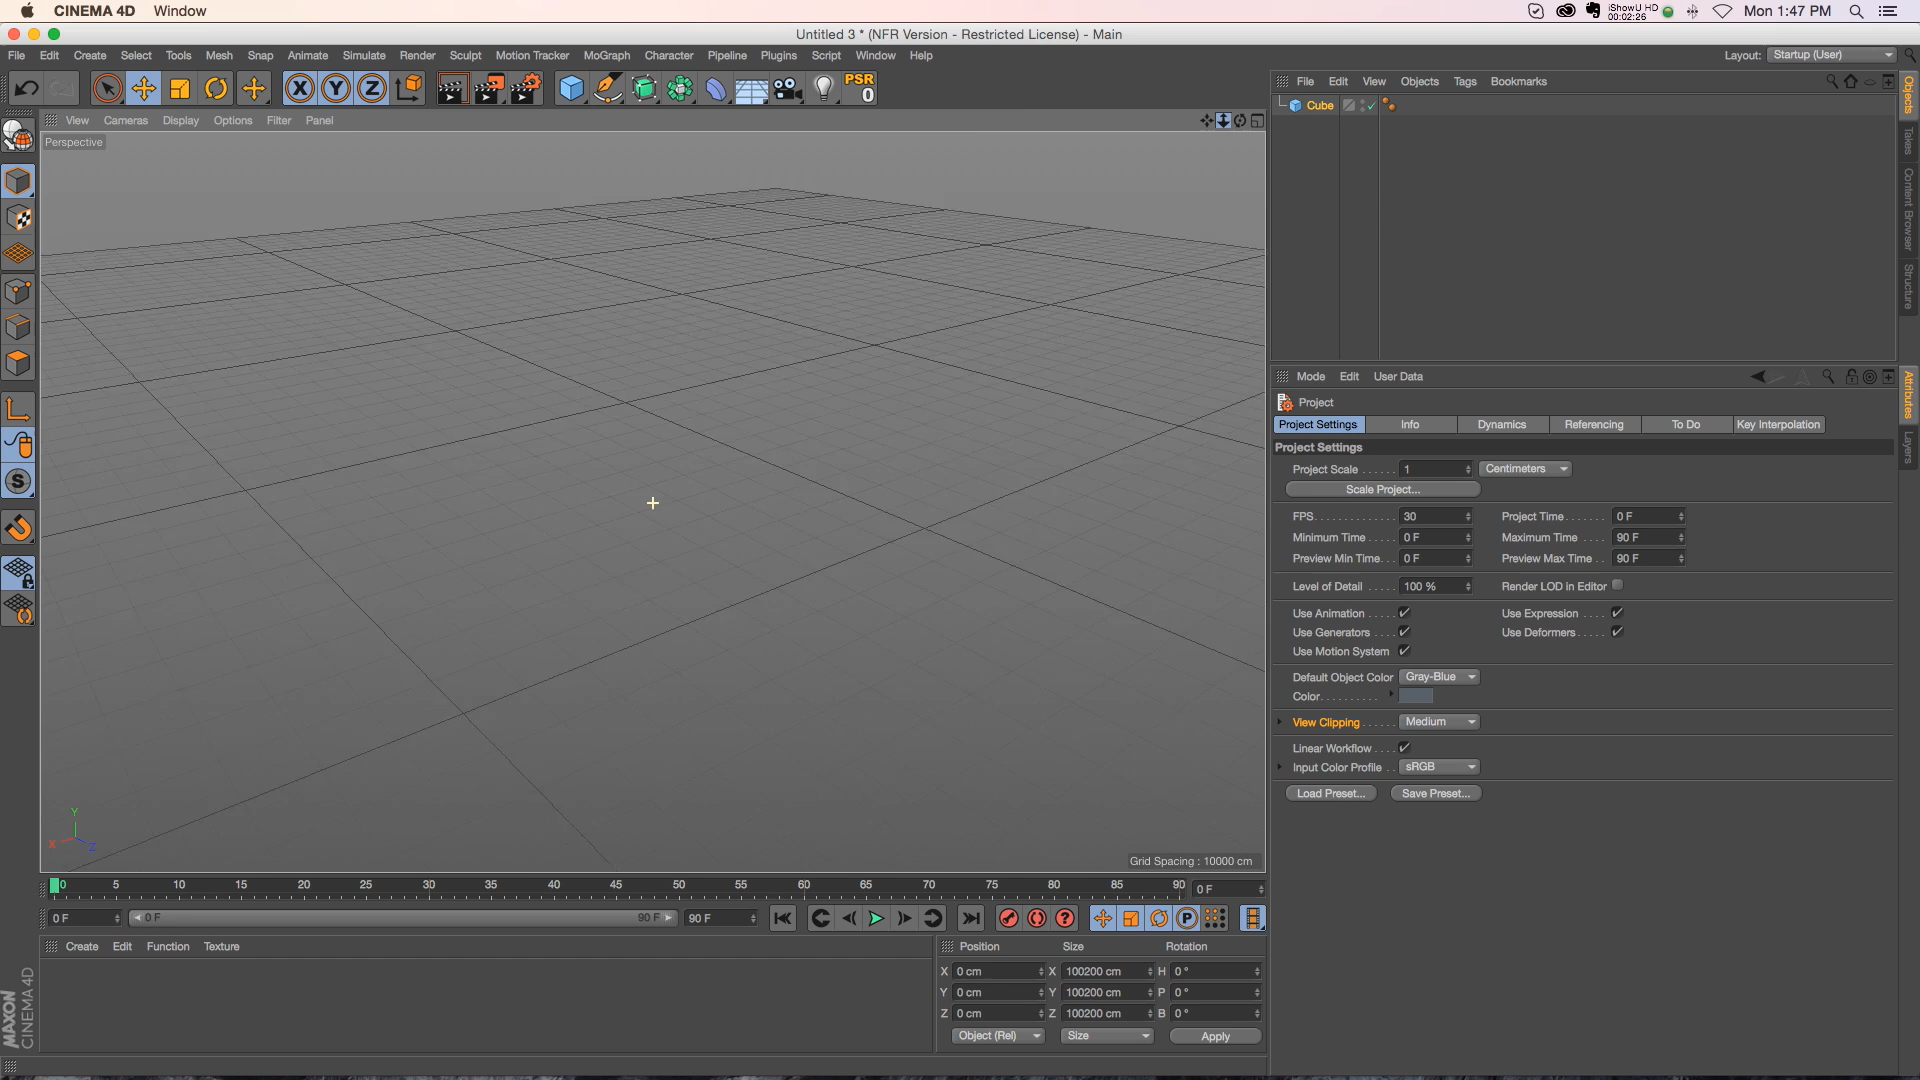 CINEMA 4D Window
iShowU HD
00:02:26
Mon 1:47 PM
Untitled 3 * (NFR Version - Restricted License) - Main
File Edit Create Select Tools Mesh Snap Animate Simulate Render Sculpt Motion Tracker MoGraph Character Pipeline Plugins Script Window Help
Layout: Startup (User)
X Y Z
PSR
0
File Edit View Objects Tags Bookmarks
Cube
Objects
Takes
Content Browser
Structure
View Cameras Display Options Filter Panel
Perspective
S
Y
X
Z
Grid Spacing : 10000 cm
Mode Edit User Data
Attributes
Layers
Project
Project Settings Info Dynamics Referencing To Do Key Interpolation
Project Settings
Project Scale . . . . . . 1 Centimeters
Scale Project...
FPS. . . . . . . . . . . . . 30 Project Time. . . . . . . 0 F
Minimum Time . . . . . 0 F Maximum Time . . . . 90 F
Preview Min Time. . . 0 F Preview Max Time . . 90 F
Level of Detail . . . . . 100 % Render LOD in Editor
Use Animation . . . . . Use Expression . . . .
Use Generators . . . . Use Deformers. . . . .
Use Motion System
Default Object Color Gray-Blue
Color. . . . . . . . . .
View Clipping . . . . . . Medium
Linear Workflow . . . .
Input Color Profile . . sRGB
Load Preset... Save Preset...
0 5 10 15 20 25 30 35 40 45 50 55 60 65 70 75 80 85 90 0 F
0 F 0 F 90 F 90 F
? P
Create Edit Function Texture
Position Size Rotation
X 0 cm X 100200 cm H 0 °
Y 0 cm Y 100200 cm P 0 °
Z 0 cm Z 100200 cm B 0 °
Object (Rel) Size Apply
MAXON
CINEMA 4D